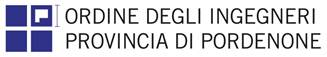 ORDINE DEGLI INGEGNERI
PROVINCIA DI PORDENONE